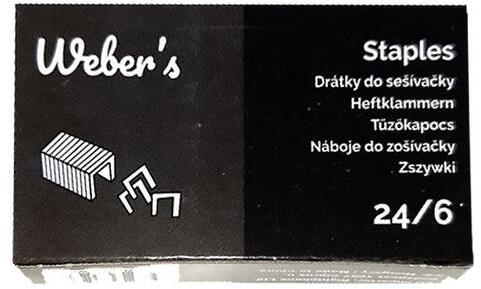 Weber's
Staples
Drátky do sešívačky
Heftklammern
Tűzőkapocs
Náboje do zošívačky
Zszywki
24/6